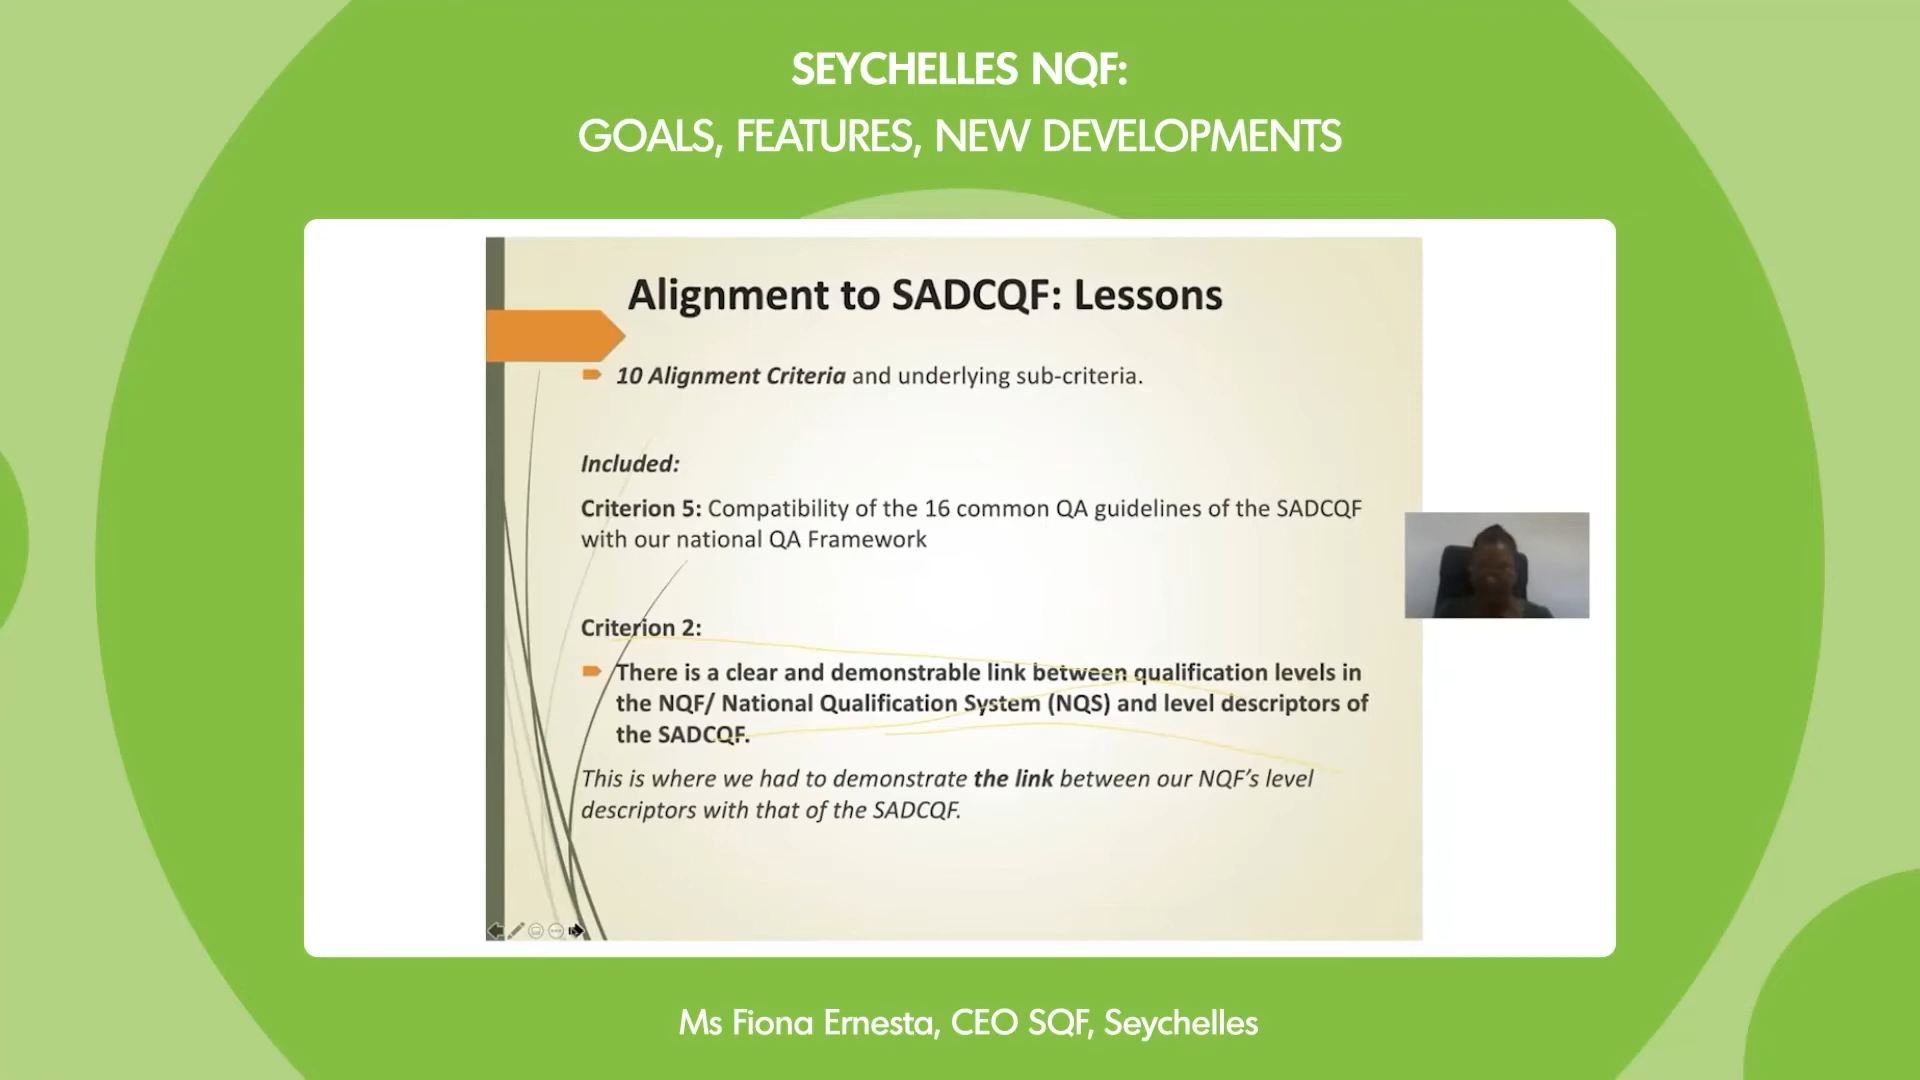 SEYCHELLES NQF:
GOALS, FEATURES, NEW DEVELOPMENTS
Alignment to SADCQF: Lessons
10 Alignment Criteria and underlying sub-criteria.
Included:
Criterion 5: Compatibility of the 16 common QA guidelines of the SADCQF
with our national QA Framework
Criterion 2:
There is a clear and demonstrable link between qualification levels in
the NQF/ National Qualification System (NQS) and level descriptors of
the SADCQF.
This is where we had to demonstrate the link between our NQF’s level
descriptors with that of the SADCQF.
Ms Fiona Ernesta, CEO SQF, Seychelles